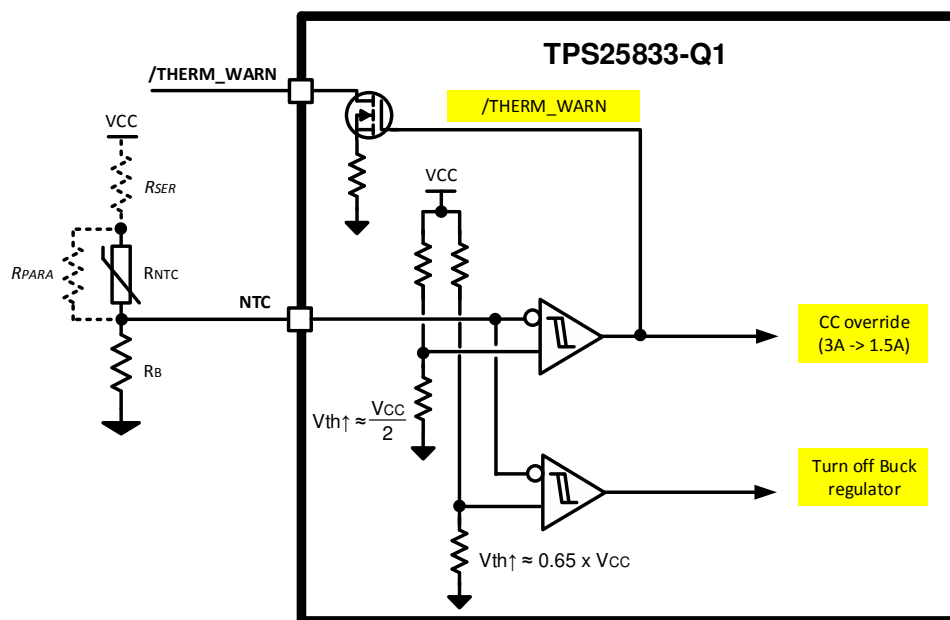 TPS25833-Q1
/THERM_WARN
/THERM_WARN
VCC
VCC
RSER
RPARA
RNTC
NTC
CC override
(3A -> 1.5A)
RB
Vth↑ ≈ VCC
2
Turn off Buck
regulator
Vth↑ ≈ 0.65 x VCC